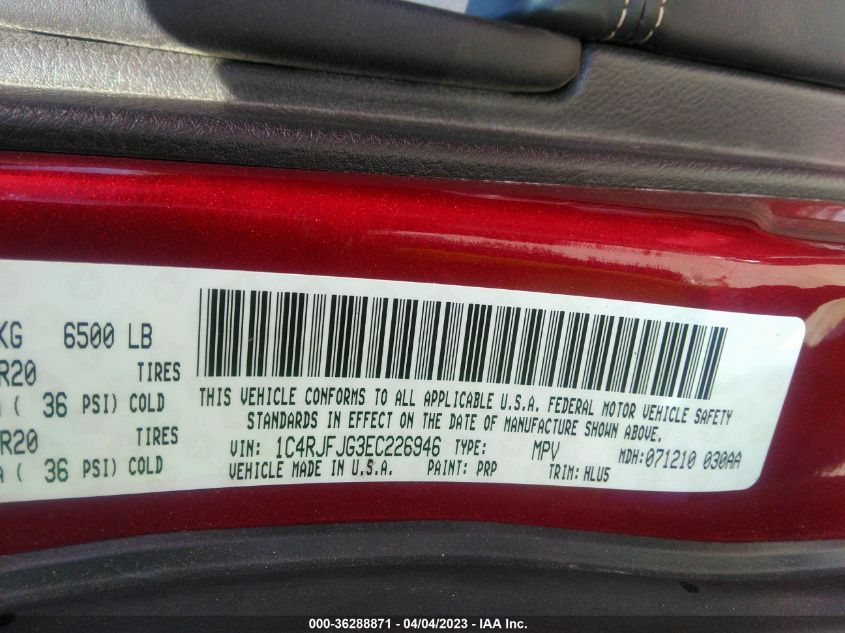 KG 6500 LB
R20 TIRES
( 36 PSI) COLD
R20 TIRES
A ( 36 PSI) COLD
THIS VEHICLE CONFORMS TO ALL APPLICABLE U.S.A. FEDERAL MOTOR VEHICLE SAFETY
STANDARDS IN EFFECT ON THE DATE OF MANUFACTURE SHOWN ABOVE.
VIN: 1C4RJFJG3EC226946 TYPE: MPV MDH:071210 030AA
VEHICLE MADE IN U.S.A. PAINT: PRP TRIM: HLU5
000-36288871 - 04/04/2023 - IAA Inc.